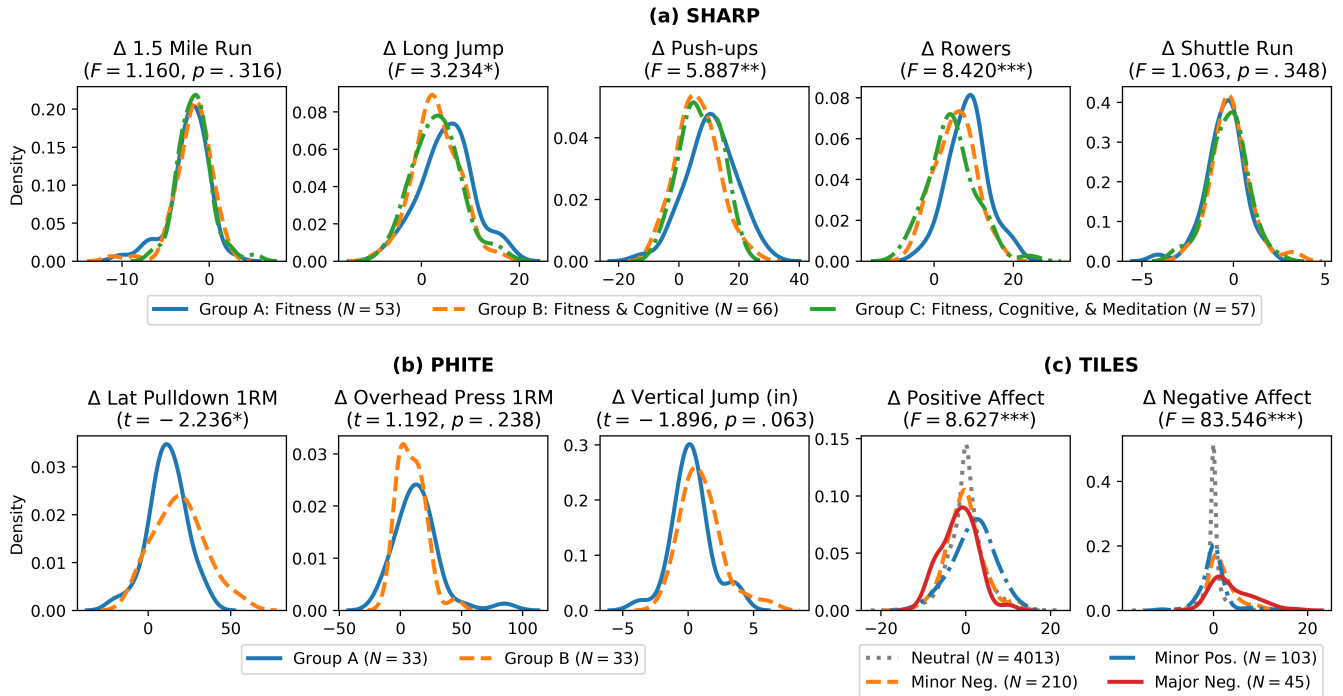 (a) SHARP
Δ 1.5 Mile Run
(F = 1.160, p = .316)
Δ Long Jump
(F = 3.234*)
Δ Push-ups
(F = 5.887**)
Δ Rowers
(F = 8.420***)
Δ Shuttle Run
(F = 1.063, p = .348)
Density
0.20
0.15
0.10
0.05
0.00
−10
0
0.08
0.06
0.04
0.02
0.00
0
20
0.04
0.02
0.00
−20
0
20
40
0.08
0.06
0.04
0.02
0.00
0
20
0.4
0.3
0.2
0.1
0.0
−5
0
5
Group A: Fitness (N = 53)
Group B: Fitness & Cognitive (N = 66)
Group C: Fitness, Cognitive, & Meditation (N = 57)
(b) PHITE
(c) TILES
Δ Lat Pulldown 1RM
(t = −2.236*)
Δ Overhead Press 1RM
(t = 1.192, p = .238)
Δ Vertical Jump (in)
(t = −1.896, p = .063)
Δ Positive Affect
(F = 8.627***)
Δ Negative Affect
(F = 83.546***)
Density
0.03
0.02
0.01
0.00
0
50
0.03
0.02
0.01
0.00
−50
0
50
100
0.3
0.2
0.1
0.0
−5
0
5
0.15
0.10
0.05
0.00
−20
0
20
0.4
0.2
0.0
0
20
Group A (N = 33)
Group B (N = 33)
Neutral (N = 4013)
Minor Pos. (N = 103)
Minor Neg. (N = 210)
Major Neg. (N = 45)